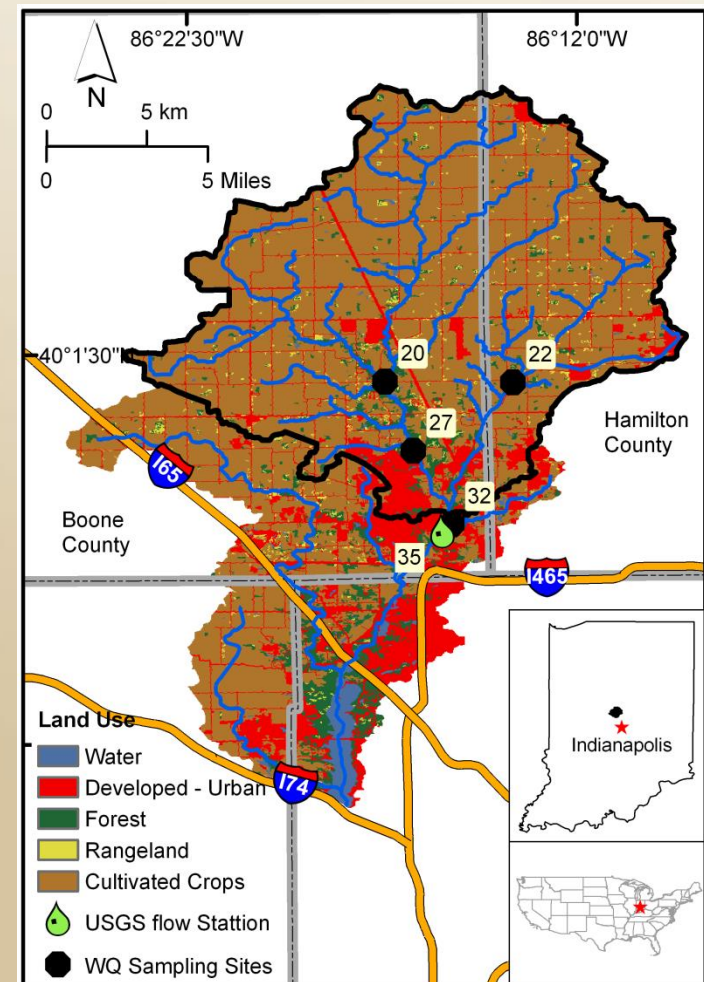 86°22'30"W
86°12'0"W
N
0
5 km
0
5 Miles
40°1'30"N
20
22
27
Hamilton
County
I65
32
Boone
County
35
I465
Land Use
Water
Developed - Urban
Forest
Rangeland
Cultivated Crops
USGS flow Stattion
WQ Sampling Sites
I74
Indianapolis